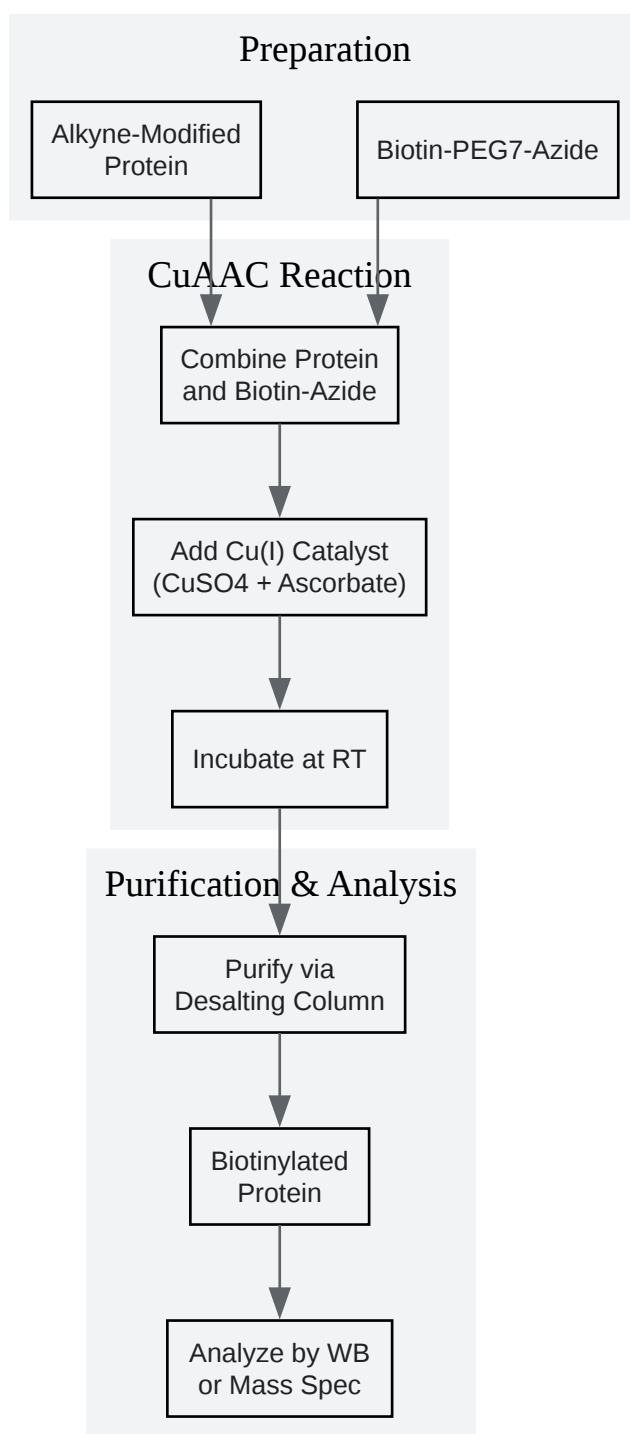 Preparation
Alkyne-Modified
Protein
Biotin-PEG7-Azide
CuAAC Reaction
Combine Protein
and Biotin-Azide
Add Cu(I) Catalyst
(CuSO4 + Ascorbate)
Incubate at RT
Purification & Analysis
Purify via
Desalting Column
Biotinylated
Protein
Analyze by WB
or Mass Spec